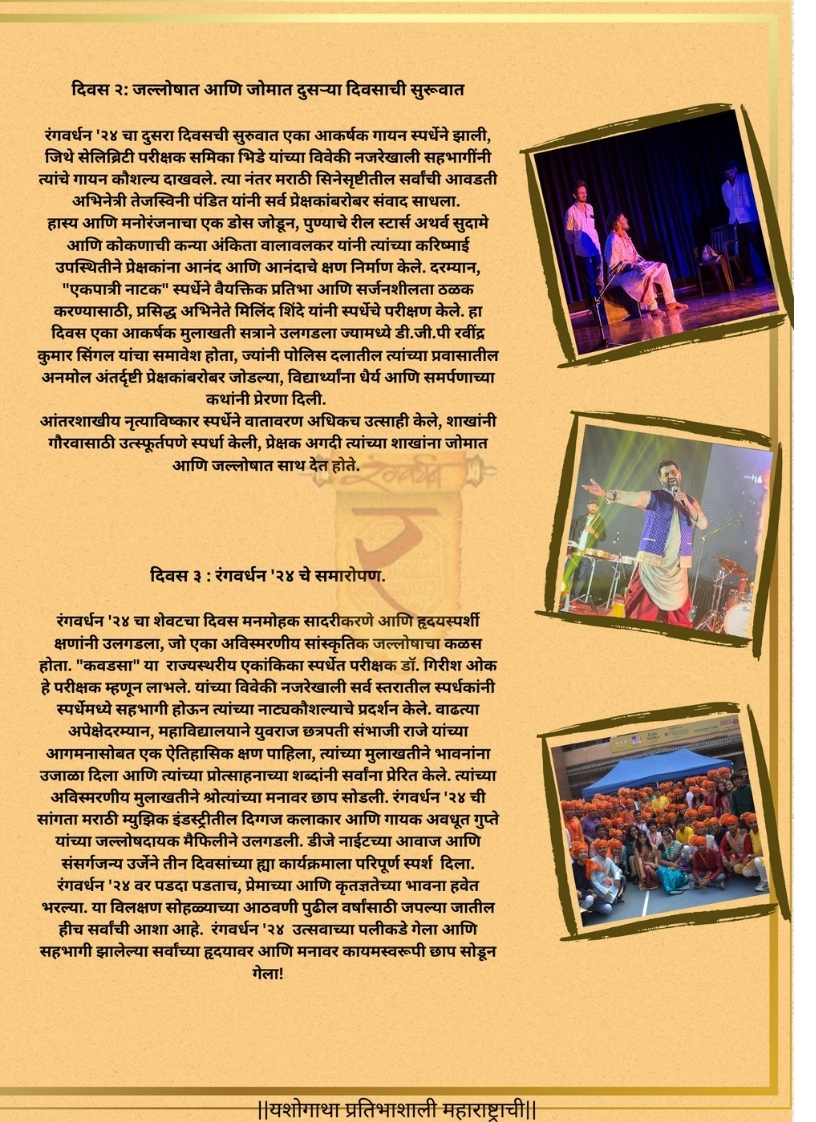 दिवस २: जल्लोषात आणि जोमात दुसऱ्या दिवसाची सुरूवात
रंगवर्धन '२४ चा दुसरा दिवसची सुरुवात एका आकर्षक गायन स्पर्धेने झाली,
जिथे सेलिब्रिटी परीक्षक समिका भिडे यांच्या विवेकी नजरेखाली सहभागींनी
त्यांचे गायन कौशल्य दाखवले. त्या नंतर मराठी सिनेसृष्टीतील सर्वांची आवडती
अभिनेत्री तेजस्विनी पंडित यांनी सर्व प्रेक्षकांबरोबर संवाद साधला.
हास्य आणि मनोरंजनाचा एक डोस जोडून, पुण्याचे रील स्टार्स अथर्व सुदामे
आणि कोकणाची कन्या अंकिता वालावलकर यांनी त्यांच्या करिष्माई
उपस्थितीने प्रेक्षकांना आनंद आणि आनंदाचे क्षण निर्माण केले. दरम्यान,
"एकपात्री नाटक" स्पर्धेने वैयक्तिक प्रतिभा आणि सर्जनशीलता ठळक
करण्यासाठी, प्रसिद्ध अभिनेते मिलिंद शिंदे यांनी स्पर्धेचे परीक्षण केले. हा
दिवस एका आकर्षक मुलाखती सत्राने उलगडला ज्यामध्ये डी.जी.पी रवींद्र
कुमार सिंगल यांचा समावेश होता, ज्यांनी पोलिस दलातील त्यांच्या प्रवासातील
अनमोल अंतर्दृष्टी प्रेक्षकांबरोबर जोडल्या, विद्यार्थ्यांना धैर्य आणि समर्पणाच्या
कथांनी प्रेरणा दिली.
आंतरशाखीय नृत्याविष्कार स्पर्धेने वातावरण अधिकच उत्साही केले, शाखांनी
गौरवासाठी उत्स्फूर्तपणे स्पर्धा केली, प्रेक्षक अगदी त्यांच्या शाखांना जोमात
आणि जल्लोषात साथ देत होते.
रंगवर्धन
र
दिवस ३ : रंगवर्धन '२४ चे समारोपण.
रंगवर्धन '२४ चा शेवटचा दिवस मनमोहक सादरीकरणे आणि हृदयस्पर्शी
क्षणांनी उलगडला, जो एका अविस्मरणीय सांस्कृतिक जल्लोषाचा कळस
होता. "कवडसा" या राज्यस्थरीय एकांकिका स्पर्धेत परीक्षक डॉ. गिरीश ओक
हे परीक्षक म्हणून लाभले. यांच्या विवेकी नजरेखाली सर्व स्तरातील स्पर्धकांनी
स्पर्धेमध्ये सहभागी होऊन त्यांच्या नाट्यकौशल्याचे प्रदर्शन केले. वाढत्या
अपेक्षेदरम्यान, महाविद्यालयाने युवराज छत्रपती संभाजी राजे यांच्या
आगमनासोबत एक ऐतिहासिक क्षण पाहिला, त्यांच्या मुलाखतीने भावनांना
उजाळा दिला आणि त्यांच्या प्रोत्साहनाच्या शब्दांनी सर्वांना प्रेरित केले. त्यांच्या
अविस्मरणीय मुलाखतीने श्रोत्यांच्या मनावर छाप सोडली. रंगवर्धन '२४ ची
सांगता मराठी म्युझिक इंडस्ट्रीतील दिग्गज कलाकार आणि गायक अवधूत गुप्ते
यांच्या जल्लोषदायक मैफिलीने उलगडली. डीजे नाईटच्या आवाज आणि
संसर्गजन्य उर्जेने तीन दिवसांच्या ह्या कार्यक्रमाला परिपूर्ण स्पर्श दिला.
रंगवर्धन '२४ वर पडदा पडताच, प्रेमाच्या आणि कृतज्ञतेच्या भावना हवेत
भरल्या. या विलक्षण सोहळ्याच्या आठवणी पुढील वर्षांसाठी जपल्या जातील
हीच सर्वांची आशा आहे. रंगवर्धन '२४ उत्सवाच्या पलीकडे गेला आणि
सहभागी झालेल्या सर्वांच्या हृदयावर आणि मनावर कायमस्वरूपी छाप सोडून
गेला!
||यशोगाथा प्रतिभाशाली महाराष्ट्राची||